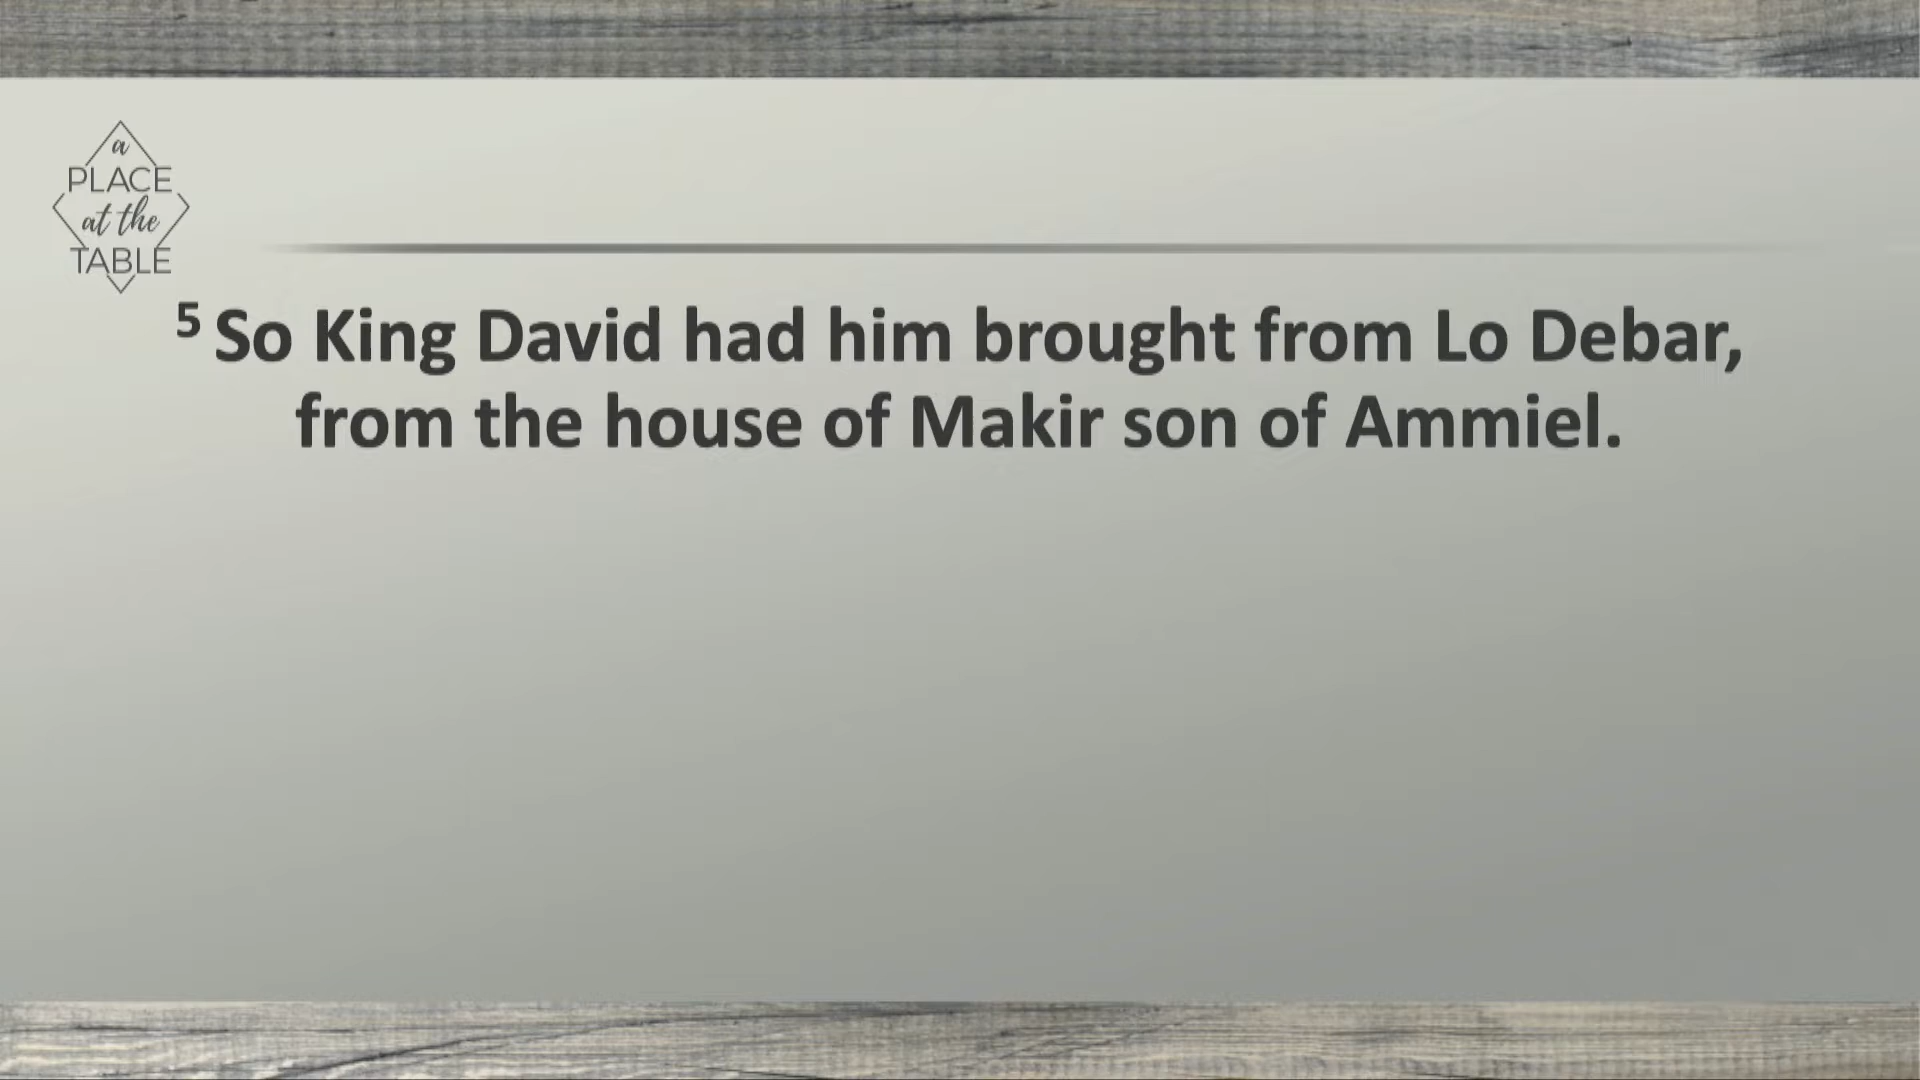 a
PLACE
at the
TABLE
5 So King David had him brought from Lo Debar,
from the house of Makir son of Ammiel.